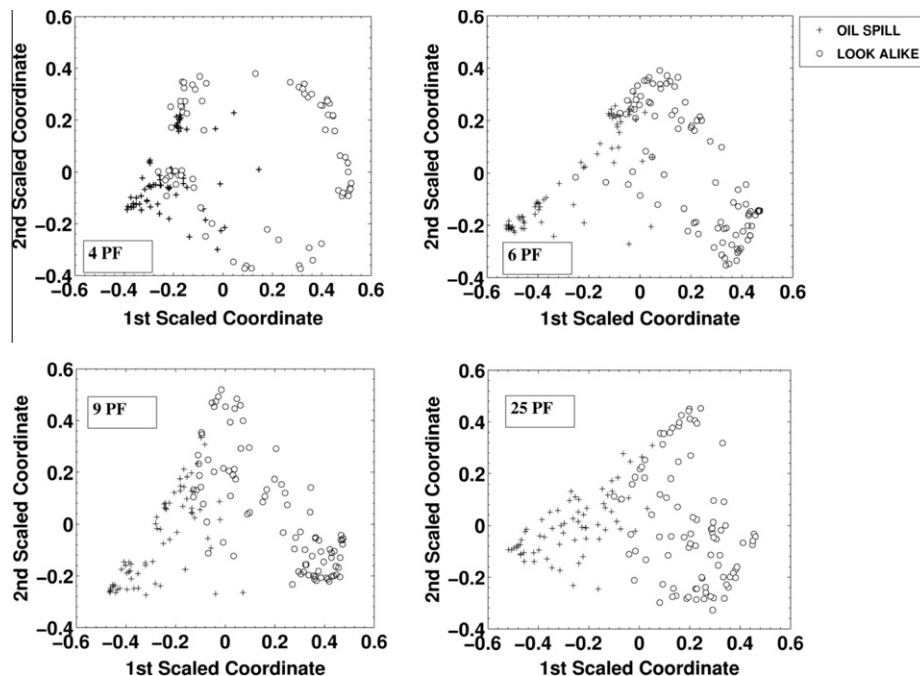 0.6
0.4
0.2
0
−0.2
−0.4
2nd Scaled Coordinate
4 PF
−0.6 −0.4 −0.2 0 0.2 0.4 0.6
1st Scaled Coordinate
0.6
0.4
0.2
0
−0.2
−0.4
2nd Scaled Coordinate
6 PF
−0.6 −0.4 −0.2 0 0.2 0.4 0.6
1st Scaled Coordinate
OIL SPILL
LOOK ALIKE
0.6
0.4
0.2
0
−0.2
−0.4
2nd Scaled Coordinate
9 PF
−0.6 −0.4 −0.2 0 0.2 0.4 0.6
1st Scaled Coordinate
0.6
0.4
0.2
0
−0.2
−0.4
2nd Scaled Coordinate
25 PF
−0.6 −0.4 −0.2 0 0.2 0.4 0.6
1st Scaled Coordinate